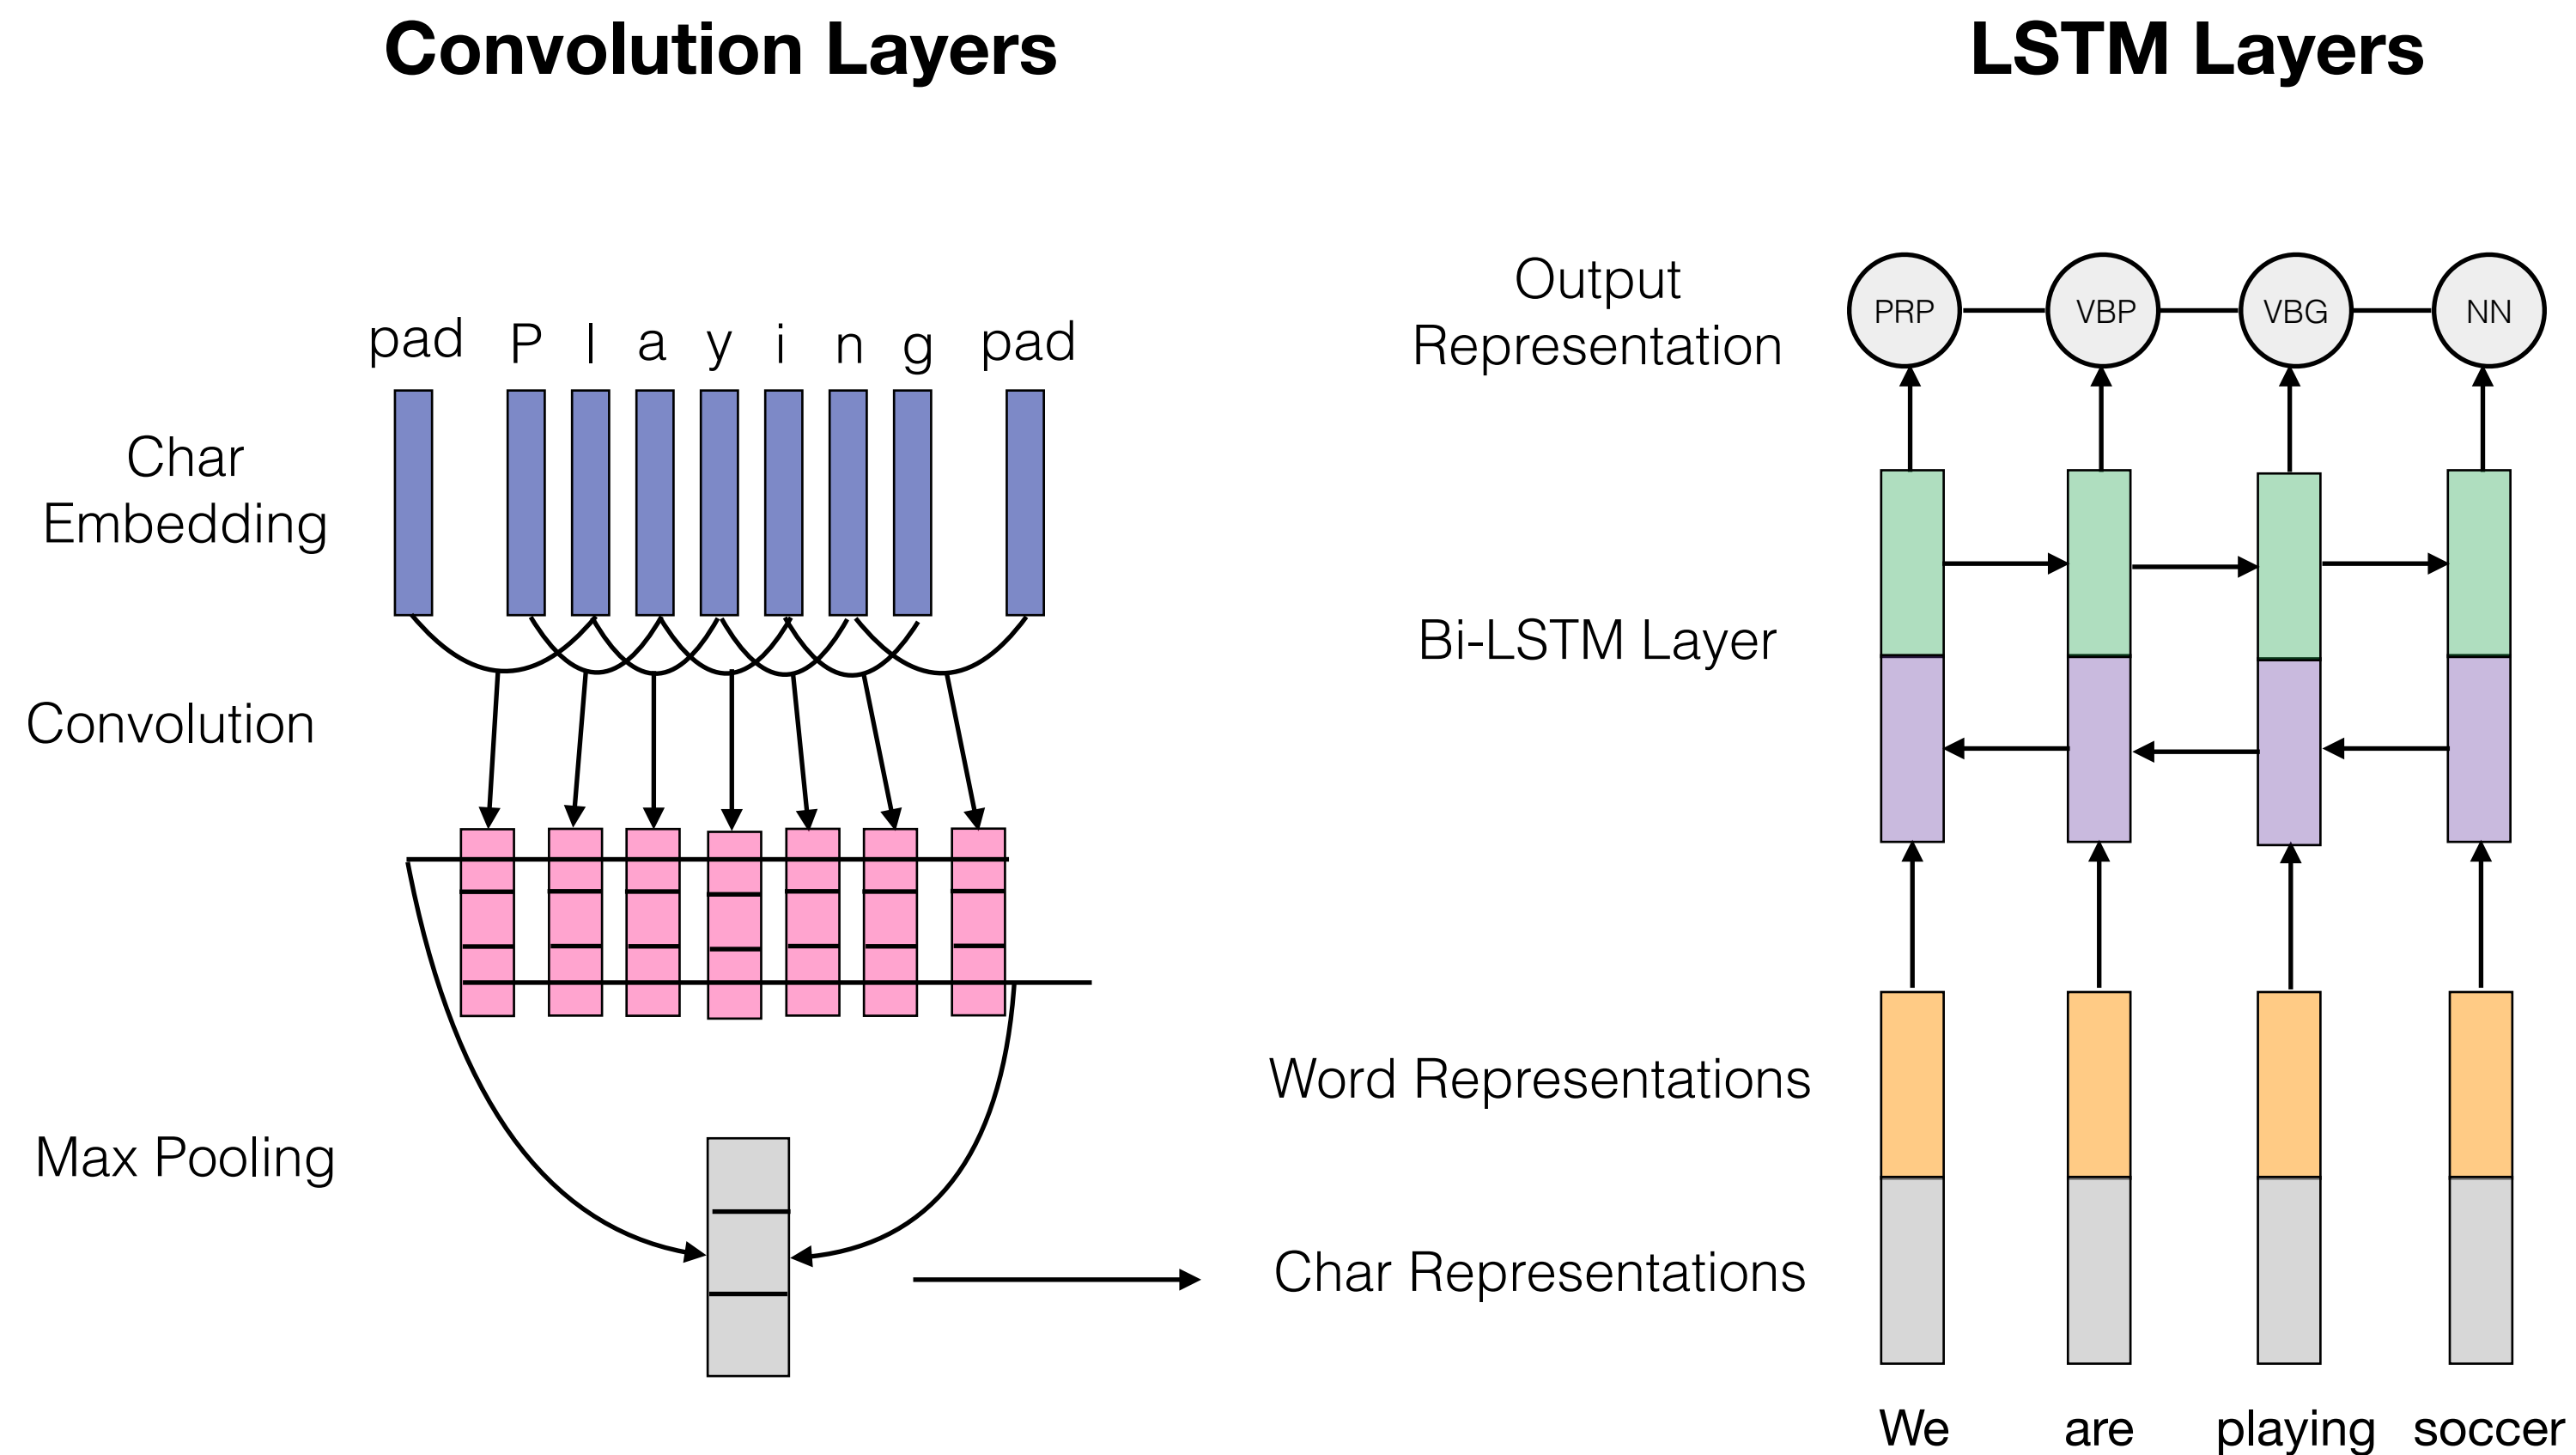 Convolution Layers
pad P l a y i n g pad
Char
Embedding
Convolution
Max Pooling
LSTM Layers
Output
Representation
PRP VBP VBG NN
Bi-LSTM Layer
Word Representations
Char Representations
We are playing soccer